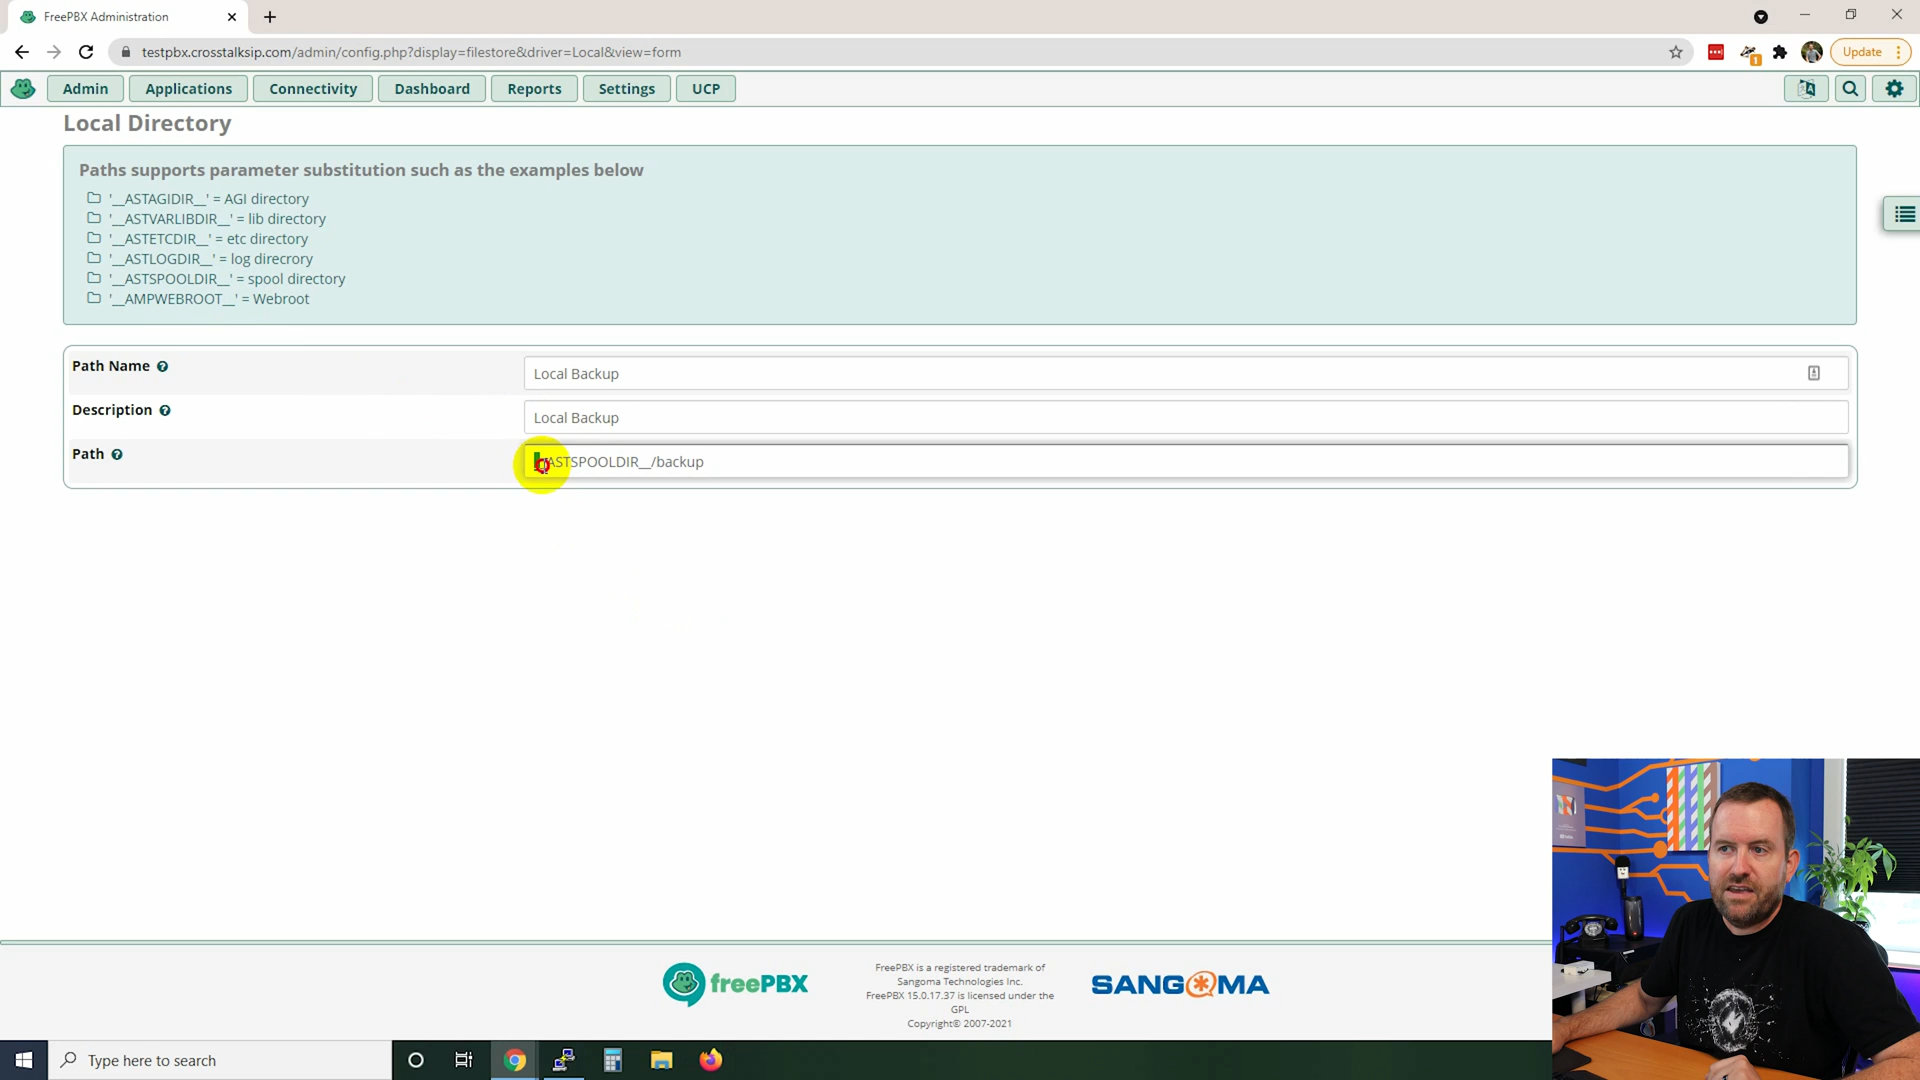 FreePBX Administration
testpbx.crosstalksip.com/admin/config.php?display=filestore&driver=Local&view=form
Update
1
Admin
Applications
Connectivity
Dashboard
Reports
Settings
UCP
Local Directory
Paths supports parameter substitution such as the examples below
'__ASTAGIDIR__' = AGI directory
'__ASTVARLIBDIR__' = lib directory
'__ASTETCDIR__' = etc directory
'__ASTLOGDIR__' = log direcrory
'__ASTSPOOLDIR__' = spool directory
'__AMPWEBROOT__' = Webroot
Path Name
Local Backup
Description
Local Backup
Path
__ASTSPOOLDIR__/backup
freePBX
FreePBX is a registered trademark of
Sangoma Technologies Inc.
FreePBX 15.0.17.37 is licensed under the
GPL
Copyright© 2007-2021
SANGOMA
Type here to search